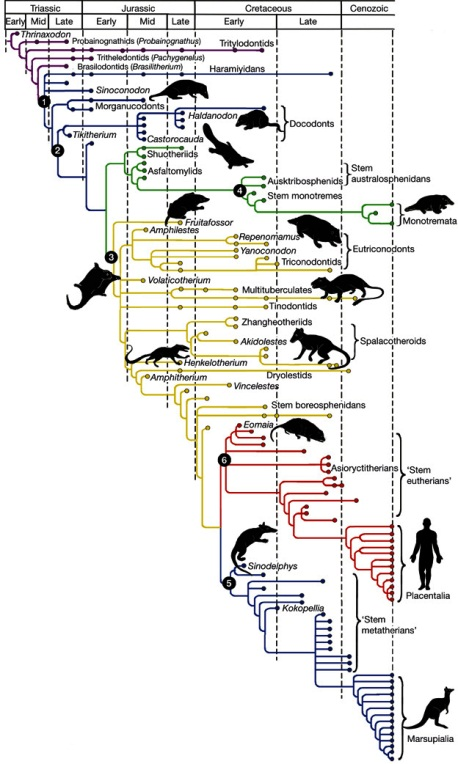 Triassic Jurassic Cretaceous Cenozoic
Early Mid Late Early Mid Late Early Late
Thrinaxodon
Probainognathids (Probainognathus)
Tritylodontids
Tritheledontids (Pachygenelus)
Brasilodontids (Brasilitherium)
Haramiyidans
Sinoconodon
1
Morganucodonts
Haldanodon
Docodonts
Tikitherium
Castorocauda
2
Shuotheriids
Asfaltomylids
Stem
australosphenidans
Ausktribosphenids
4
Stem monotremes
Monotremata
Fruitafossor
Amphilestes
Repenomamus
Yanoconodon
Eutriconodonts
3
Triconodontids
Volaticotherium
Multituberculates
Tinodontids
Zhangheotheriids
Akidolestes
Spalacotheroids
Henkelotherium
Dryolestids
Amphitherium
Vincelestes
Stem boreosphenidans
Eomaia
6
Asioryctitherians
'Stem
eutherians'
Placentalia
Sinodelphys
5
Kokopellia
'Stem
metatherians'
Marsupialia